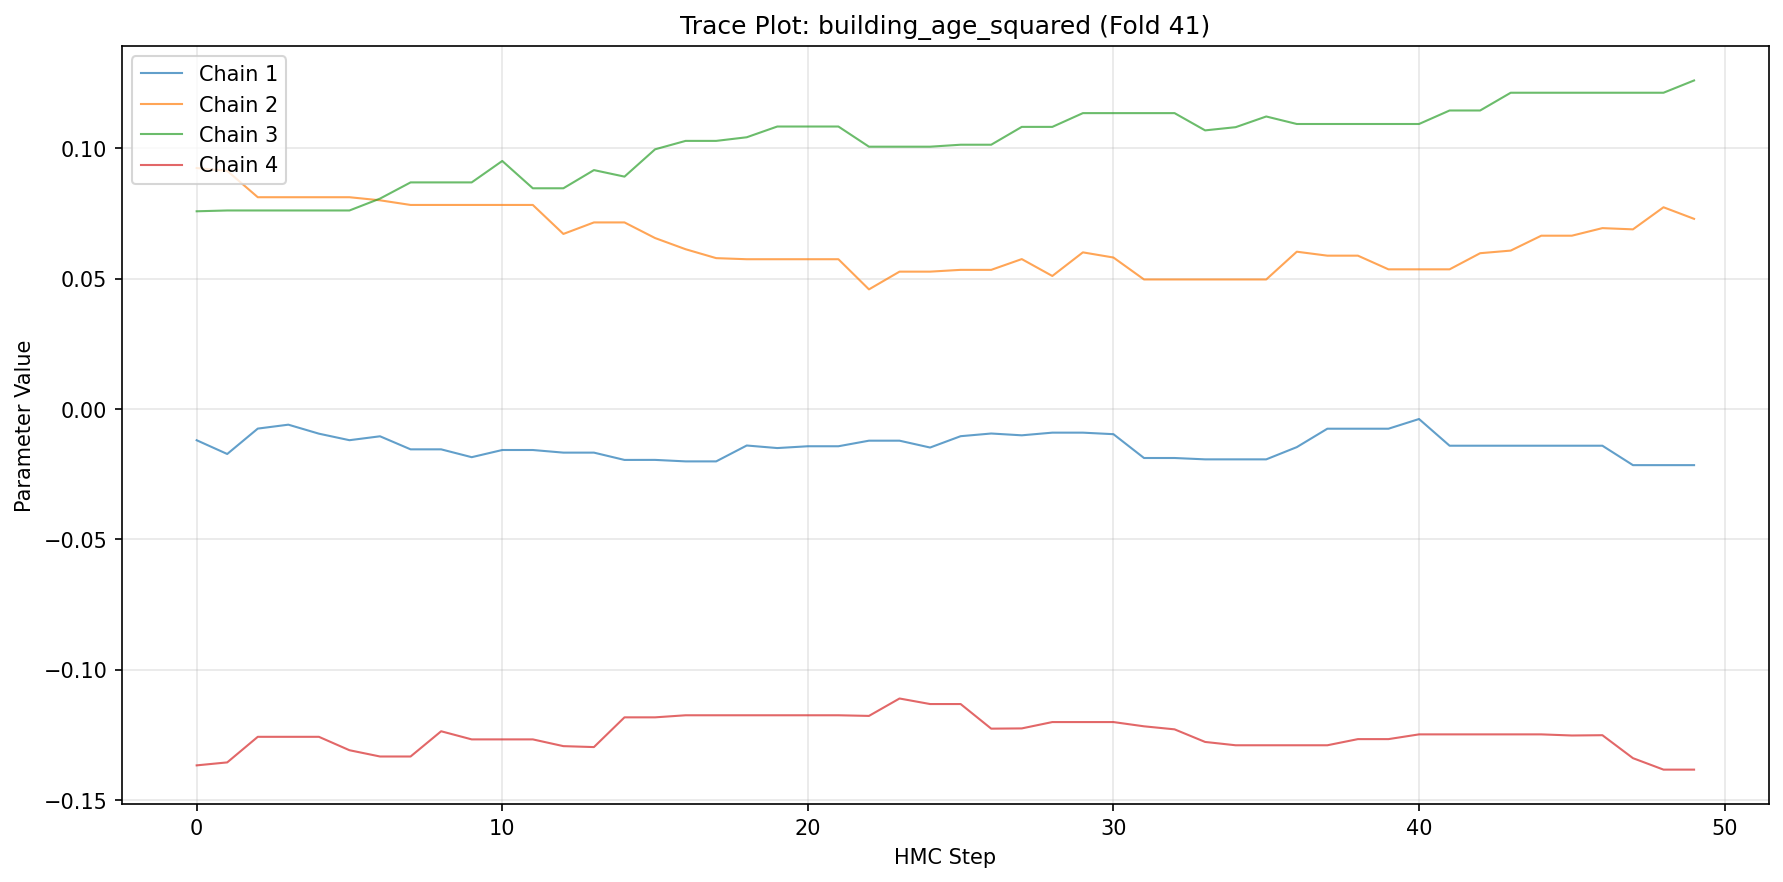 Trace Plot: building_age_squared (Fold 41)
Chain 1
Chain 2
Chain 3
Chain 4
Parameter Value
0.10
0.05
0.00
−0.05
−0.10
−0.15
0
10
20
30
40
50
HMC Step